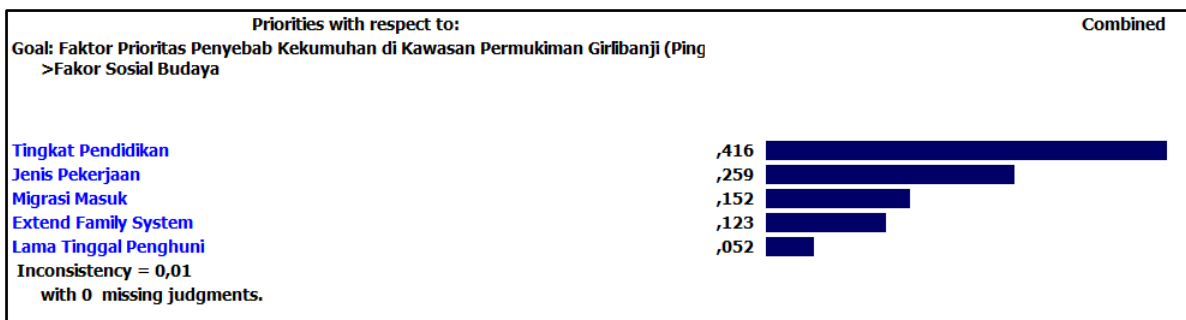 Priorities with respect to: Combined
Goal: Faktor Prioritas Penyebab Kekumuhan di Kawasan Permukiman Girlibanji (Ping
>Fakor Sosial Budaya
Tingkat Pendidikan ,416
Jenis Pekerjaan ,259
Migrasi Masuk ,152
Extend Family System ,123
Lama Tinggal Penghuni ,052
Inconsistency = 0,01
with 0 missing judgments.